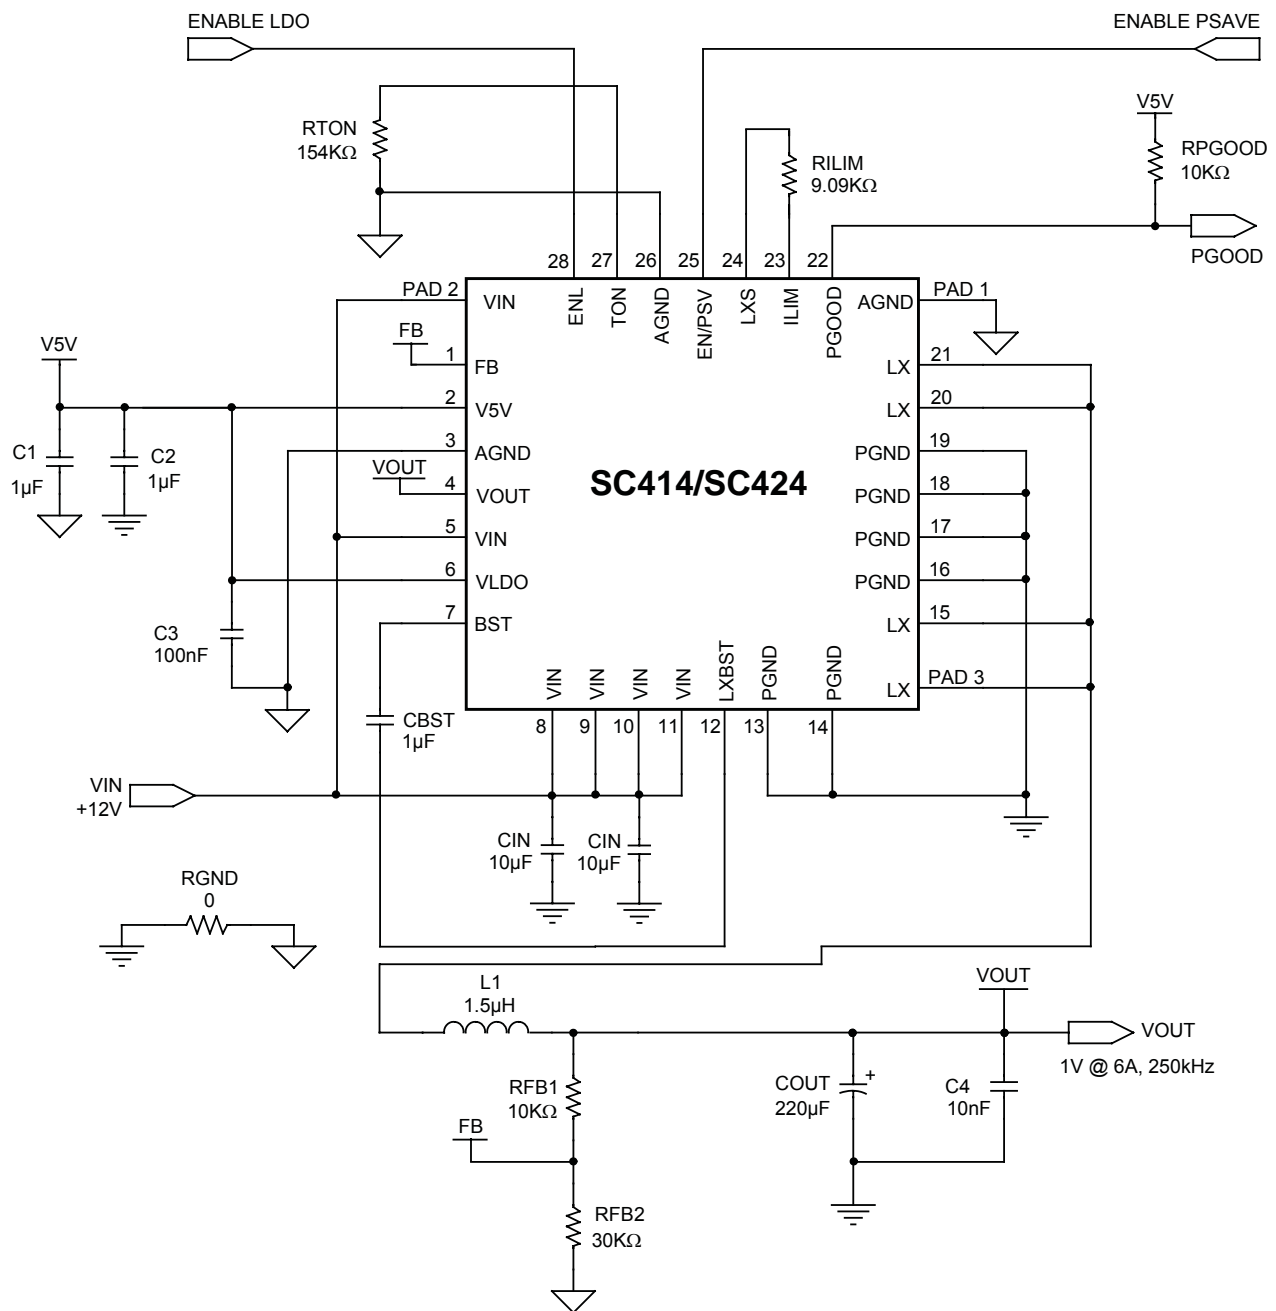 ENABLE LDO
ENABLE PSAVE
RTON
154KΩ
RILIM
9.09KΩ
V5V
RPGOOD
10KΩ
PGOOD
28
27
26
25
24
23
22
ENL
TON
AGND
EN/PSV
LXS
ILIM
PGOOD
PAD 2
VIN
FB
1
FB
V5V
2
V5V
3
AGND
VOUT
4
VOUT
5
VIN
6
VLDO
7
BST
C1
1µF
C2
1µF
C3
100nF
SC414/SC424
AGND
PAD 1
LX
21
LX
20
PGND
19
PGND
18
PGND
17
PGND
16
LX
15
LX
PAD 3
VIN
VIN
VIN
VIN
LXBST
PGND
PGND
8
9
10
11
12
13
14
CBST
1µF
VIN
+12V
CIN
10µF
CIN
10µF
RGND
0
L1
1.5µH
VOUT
VOUT
1V @ 6A, 250kHz
RFB1
10KΩ
COUT
220µF
+
C4
10nF
FB
RFB2
30KΩ